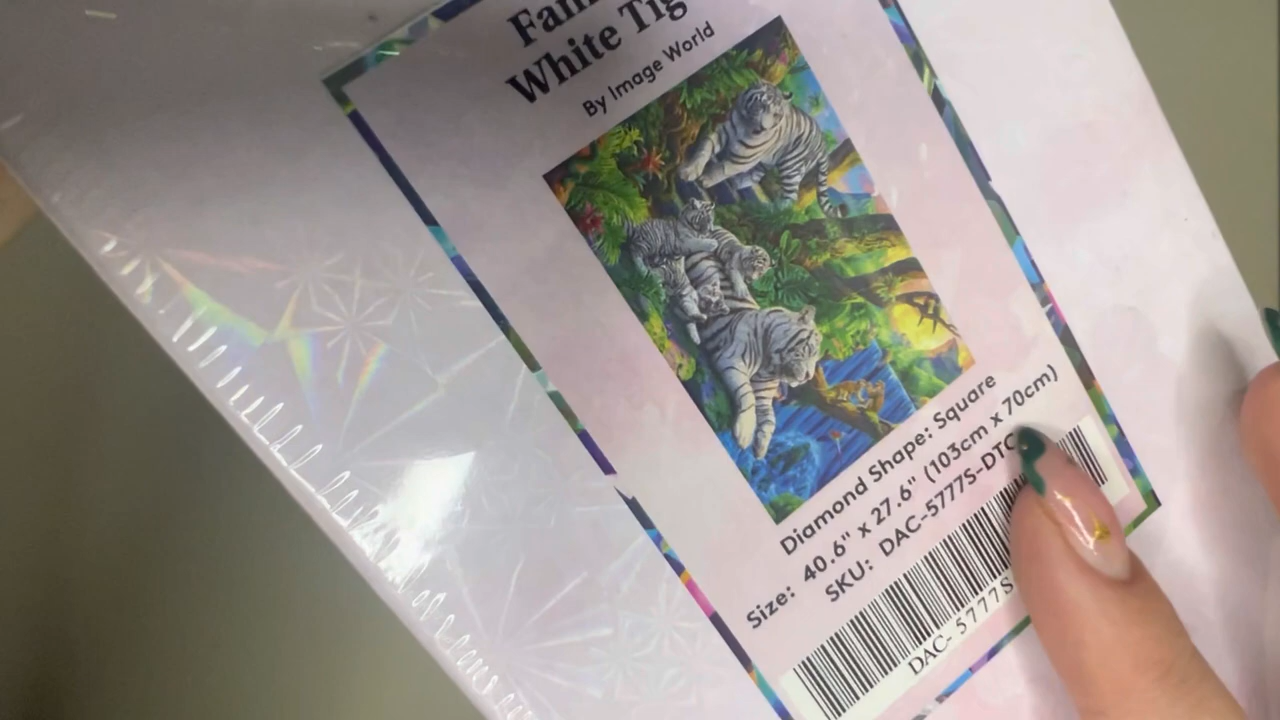 White
By Image World
Diamond Shape: Square
Size: 40.6" x 27.6" (103cm x 70cm)
SKU: DAC-5777S-DTC
DAC- 5777S